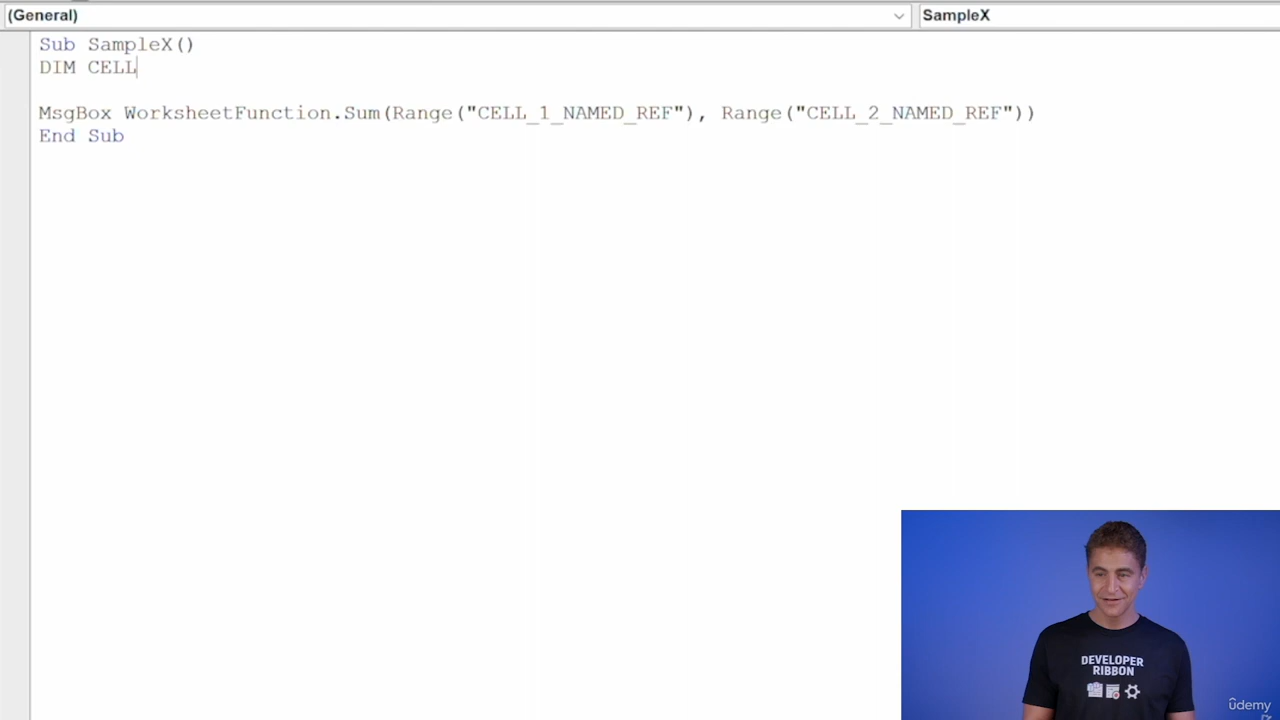 (General)
SampleX
Sub SampleX()
DIM CELL
MsgBox WorksheetFunction.Sum(Range("CELL_1_NAMED_REF"), Range("CELL_2_NAMED_REF"))
End Sub
DEVELOPER
RIBBON
ûdemy